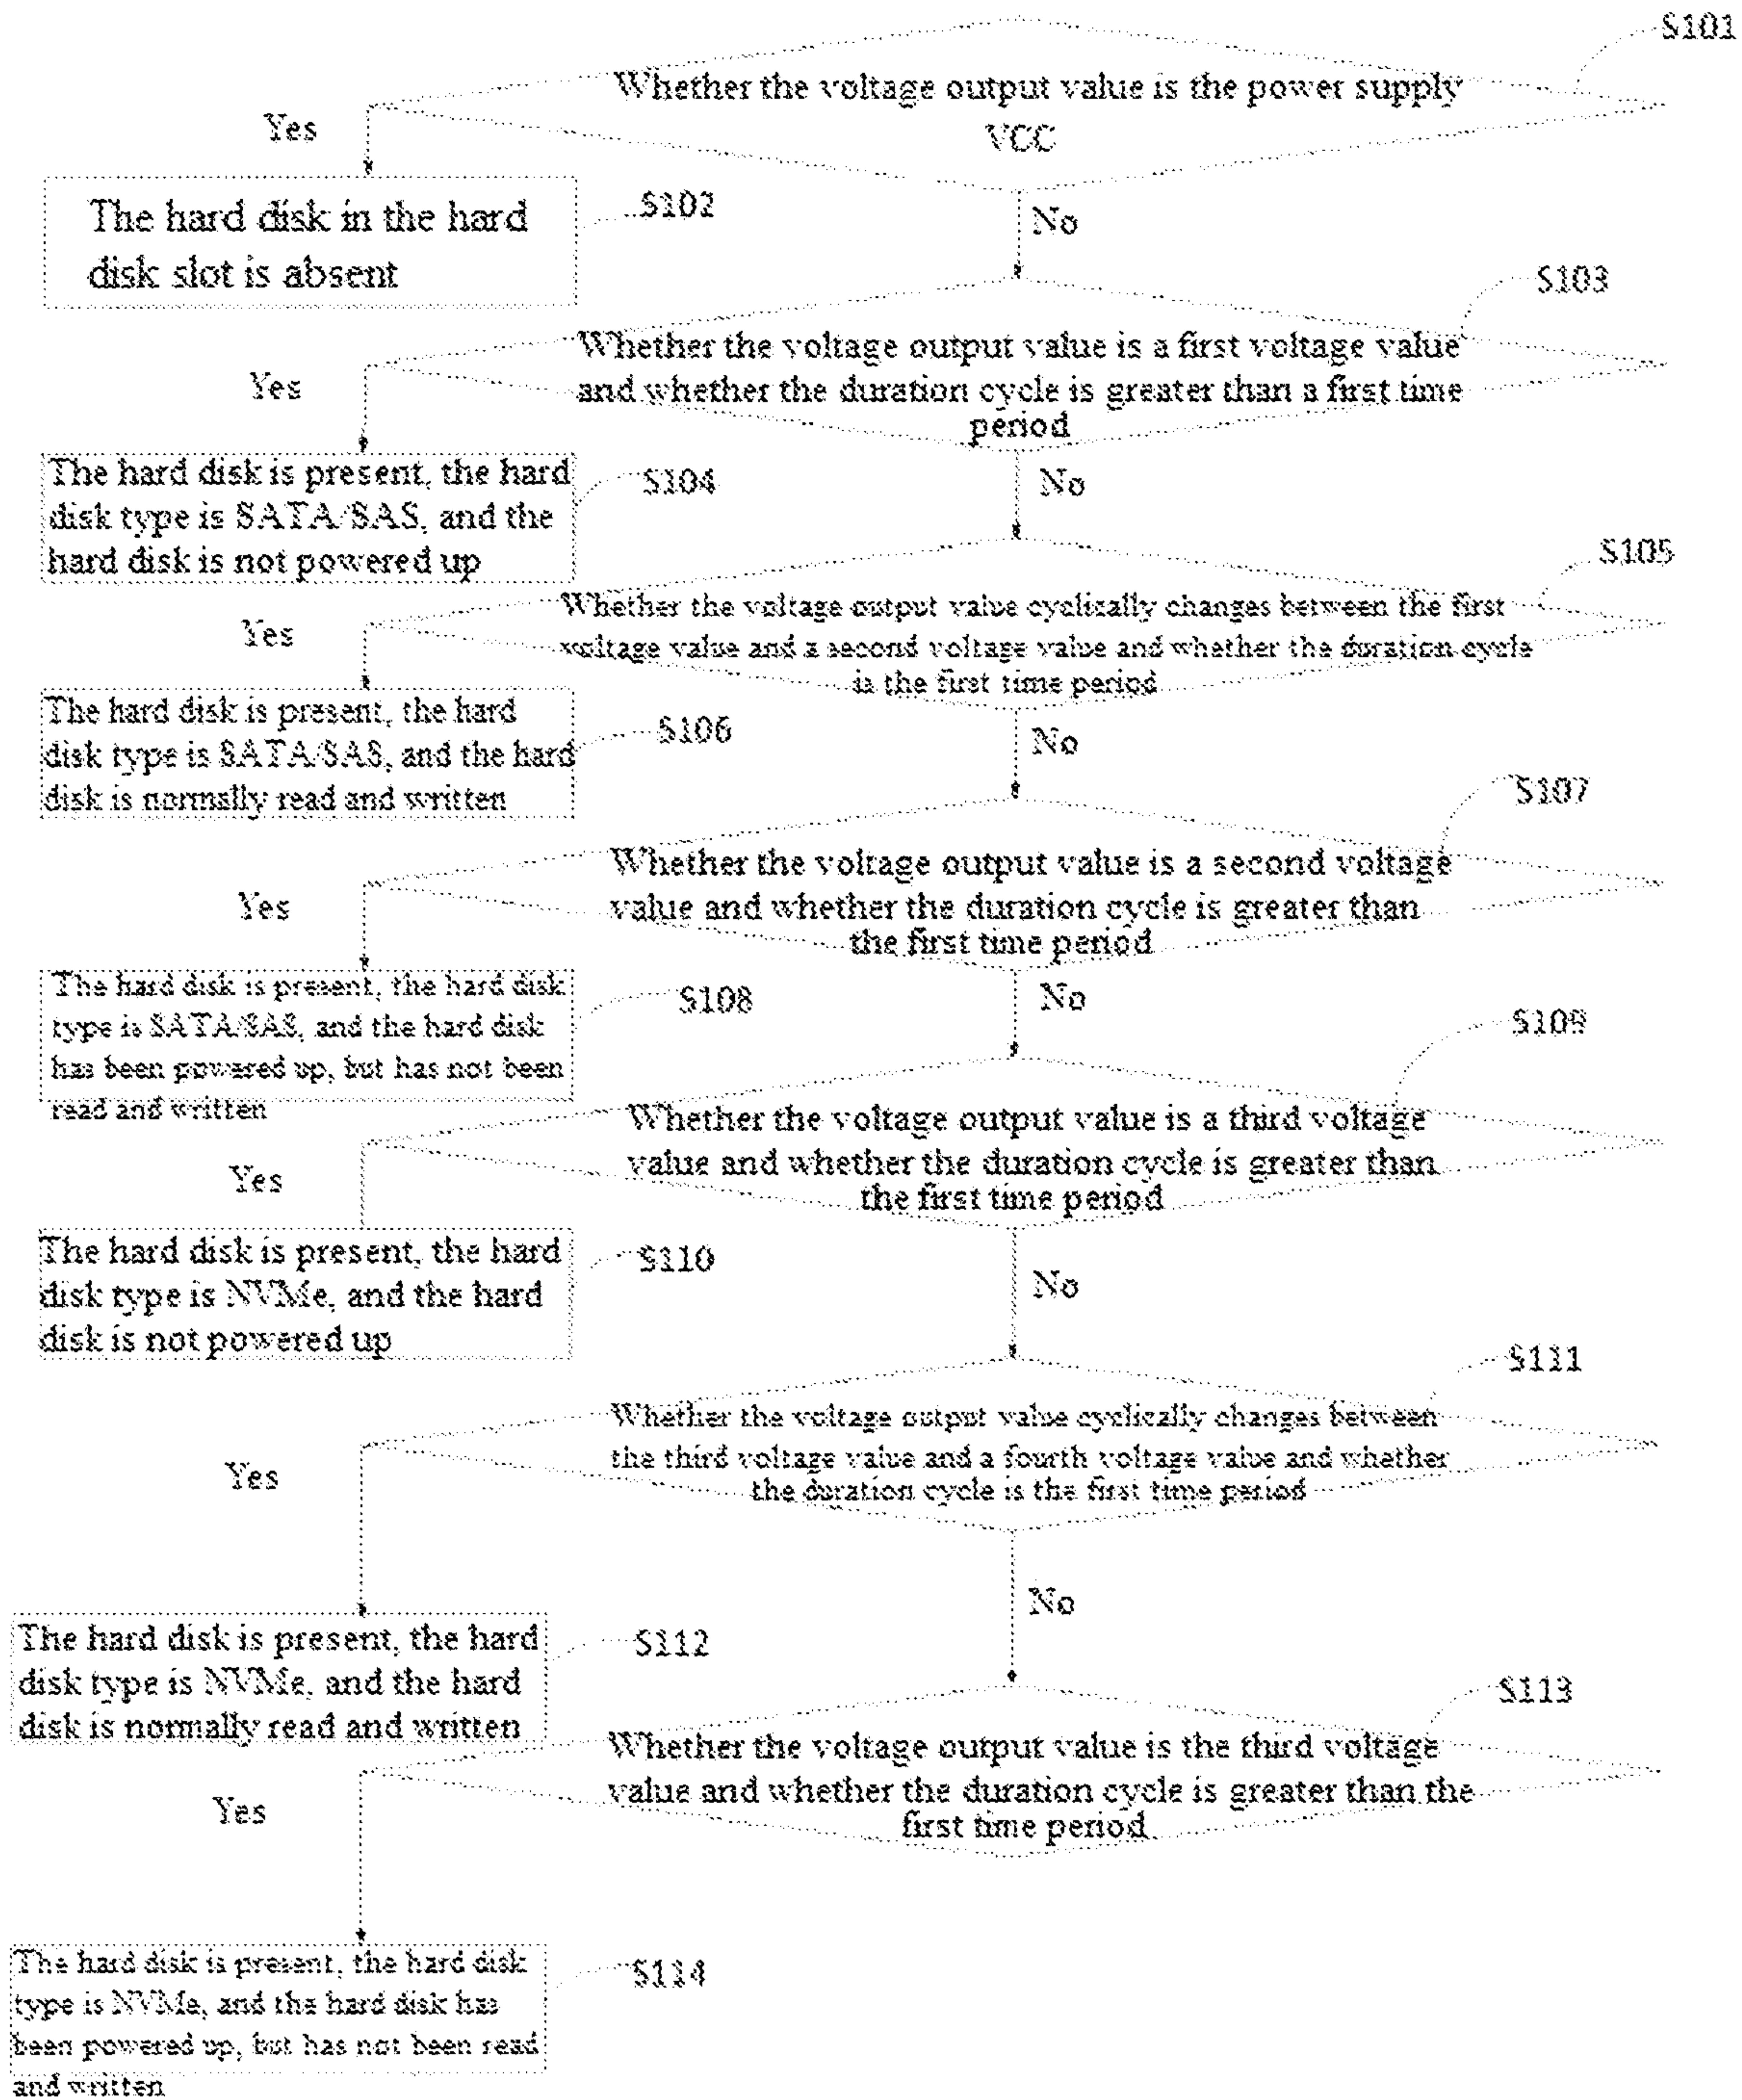 S101
Whether the voltage output value is the power supply
VCC
Yes
No
The hard disk in the hard
disk slot is absent
S102
S103
Whether the voltage output value is a first voltage value
and whether the duration cycle is greater than a first time
period
Yes
No
The hard disk is present, the hard
disk type is SATA/SAS, and the
hard disk is not powered up
S104
S105
Whether the voltage output value cyclically changes between the first
voltage value and a second voltage value and whether the duration cycle
is the first time period
Yes
No
The hard disk is present, the hard
disk type is SATA/SAS, and the hard
disk is normally read and written
S106
S107
Whether the voltage output value is a second voltage
value and whether the duration cycle is greater than
the first time period
Yes
No
The hard disk is present, the hard disk
type is SATA/SAS, and the hard disk
has been powered up, but has not been
read and written
S108
S109
Whether the voltage output value is a third voltage
value and whether the duration cycle is greater than
the first time period
Yes
No
The hard disk is present, the hard
disk type is NVMe, and the hard
disk is not powered up
S110
S111
Whether the voltage output value cyclically changes between
the third voltage value and a fourth voltage value and whether
the duration cycle is the first time period
Yes
No
The hard disk is present, the hard
disk type is NVMe, and the hard
disk is normally read and written
S112
S113
Whether the voltage output value is the third voltage
value and whether the duration cycle is greater than the
first time period
Yes
The hard disk is present, the hard disk
type is NVMe, and the hard disk has
been powered up, but has not been read
and written
S114